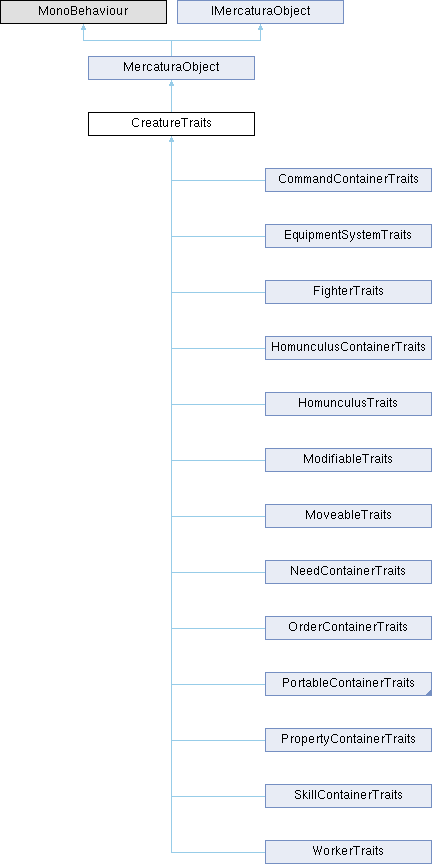 MonoBehaviour
IMercaturaObject
MercaturaObject
CreatureTraits
CommandContainerTraits
EquipmentSystemTraits
FighterTraits
HomunculusContainerTraits
HomunculusTraits
ModifiableTraits
MoveableTraits
NeedContainerTraits
OrderContainerTraits
PortableContainerTraits
PropertyContainerTraits
SkillContainerTraits
WorkerTraits